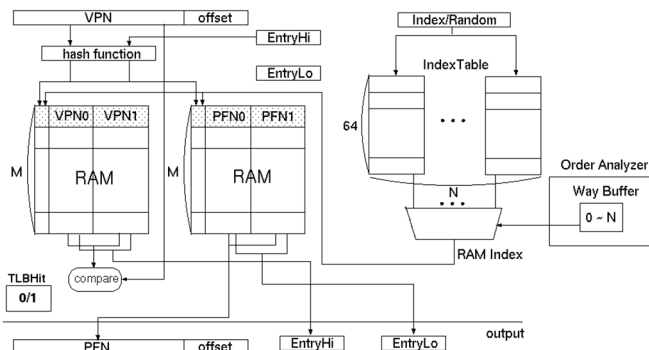 VPN offset
Index/Random
EntryHi
hash function
IndexTable
EntryLo
VPN0 VPN1
PFN0 PFN1
64
• • •
M
RAM
M
RAM
Order Analyzer
N
Way Buffer
• • •
0 ~ N
RAM Index
TLBHit
compare
0/1
output
PFN offset
EntryHi
EntryLo